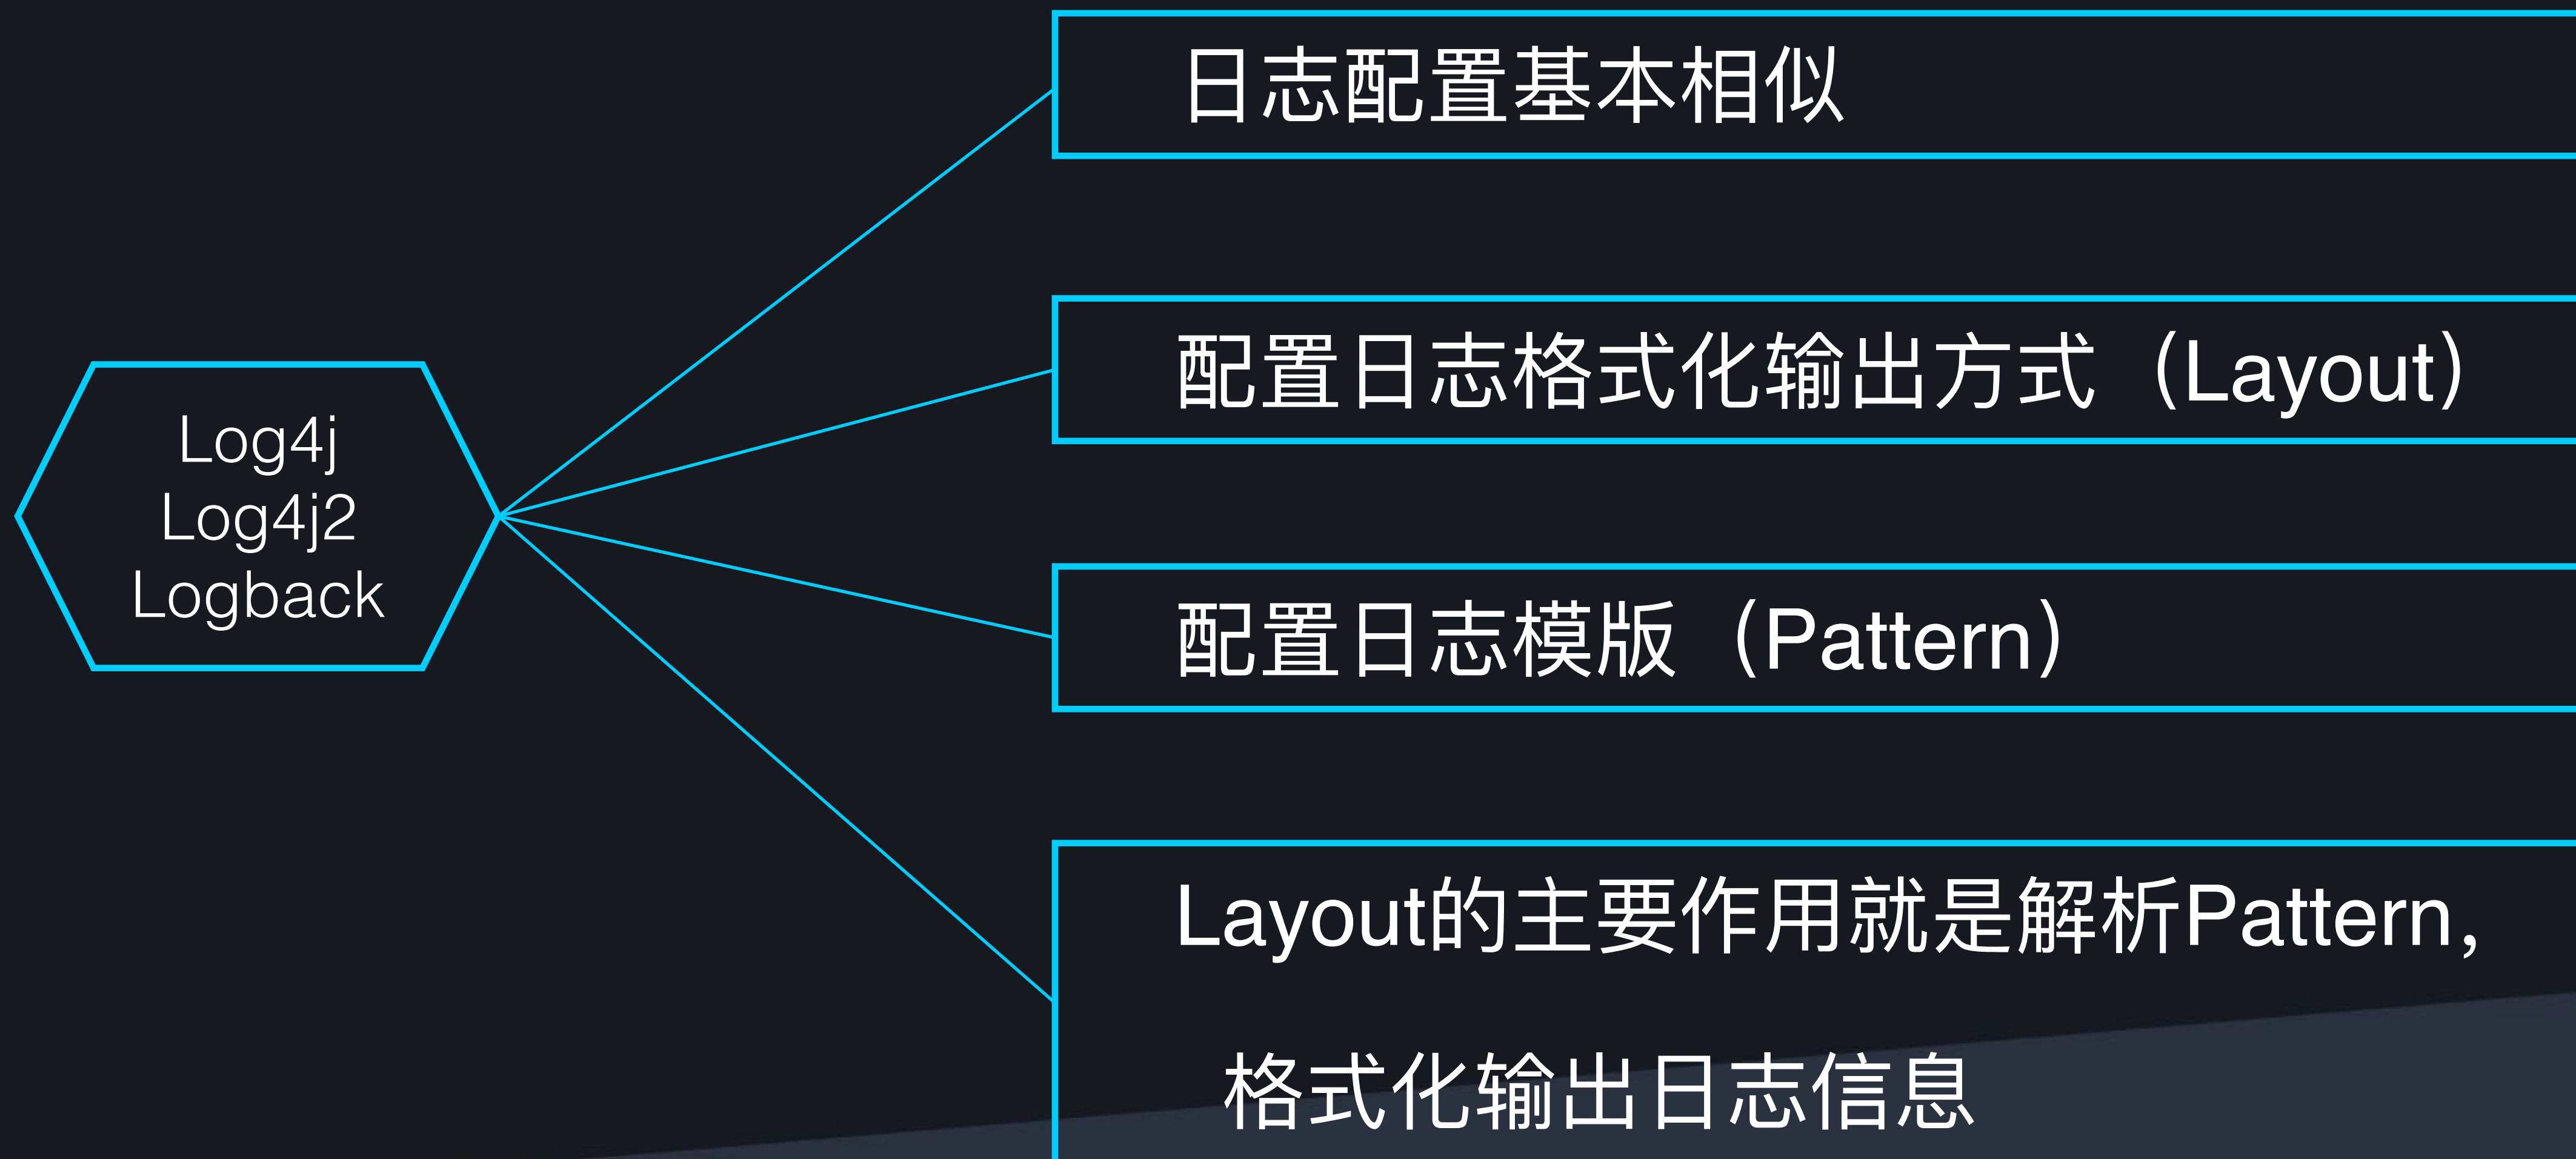 Log4j
Log4j2
Logback
日志配置基本相似
配置日志格式化输出方式（Layout）
配置日志模版（Pattern）
Layout的主要作用就是解析Pattern，
格式化输出日志信息